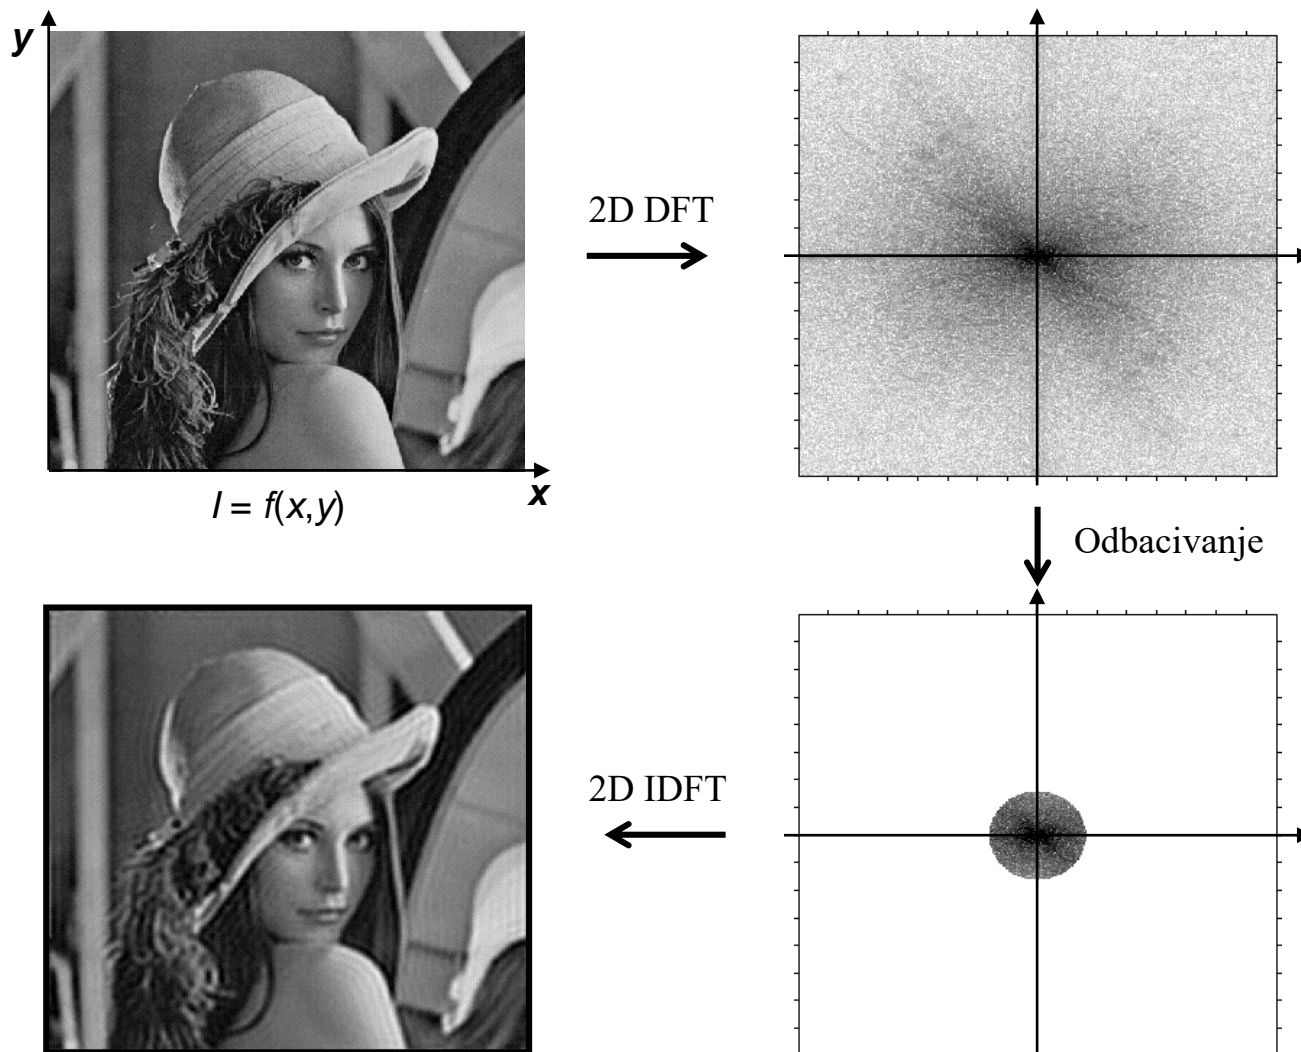 y
2D DFT
x
I = f(x,y)
Odbacivanje
2D IDFT